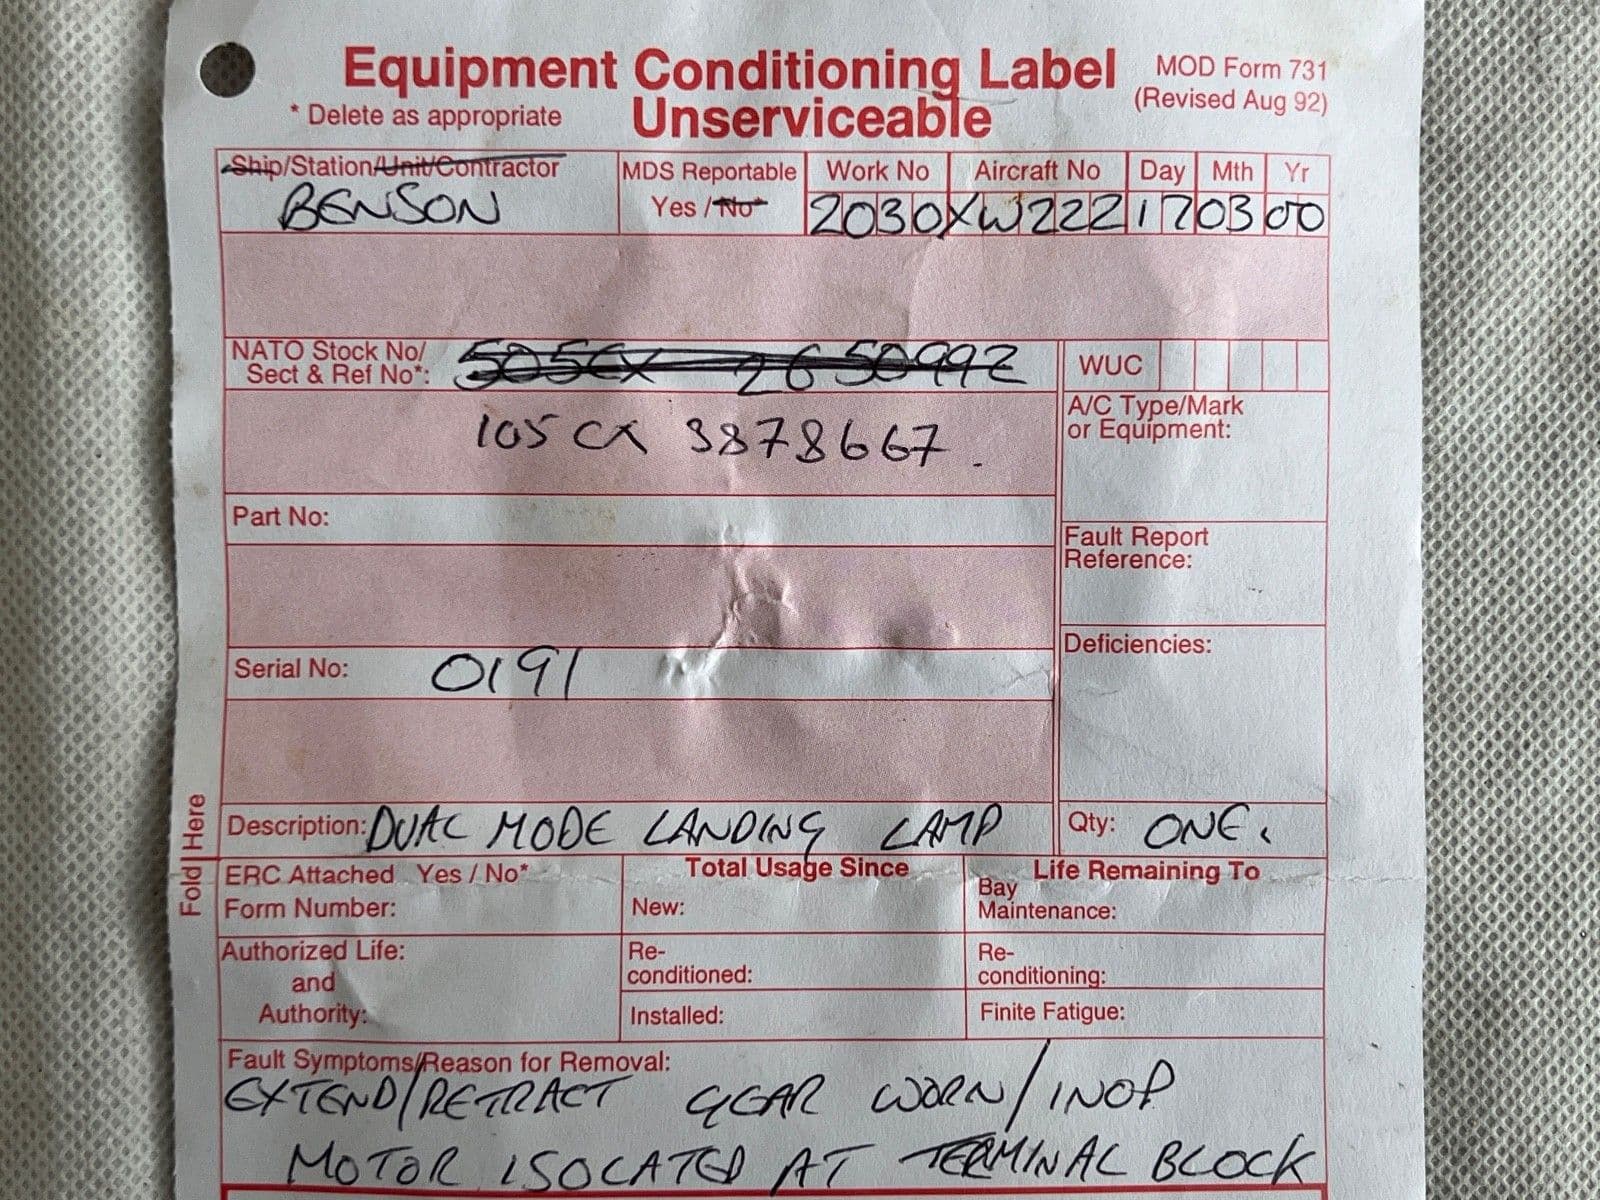 Equipment Conditioning Label
MOD Form 731
* Delete as appropriate
Unserviceable
(Revised Aug 92)
Ship/Station/Unit/Contractor
BENSON
MDS Reportable
Yes / No*
Work No
Aircraft No
Day
Mth
Yr
2030
XW222
17
03
00
NATO Stock No/
Sect & Ref No*:
105 CX 3878667.
WUC
A/C Type/Mark
or Equipment:
Part No:
Fault Report
Reference:
Serial No: 0191
Deficiencies:
Fold Here
Description: DUAL MODE LANDING LAMP
Qty: ONE.
ERC Attached Yes / No*
Form Number:
Total Usage Since
New:
Life Remaining To
Bay
Maintenance:
Authorized Life:
and
Authority:
Re-
conditioned:
Re-
conditioning:
Installed:
Finite Fatigue:
Fault Symptoms/Reason for Removal:
EXTEND/RETRACT GEAR WORN/INOP
MOTOR ISOLATED AT TERMINAL BLOCK